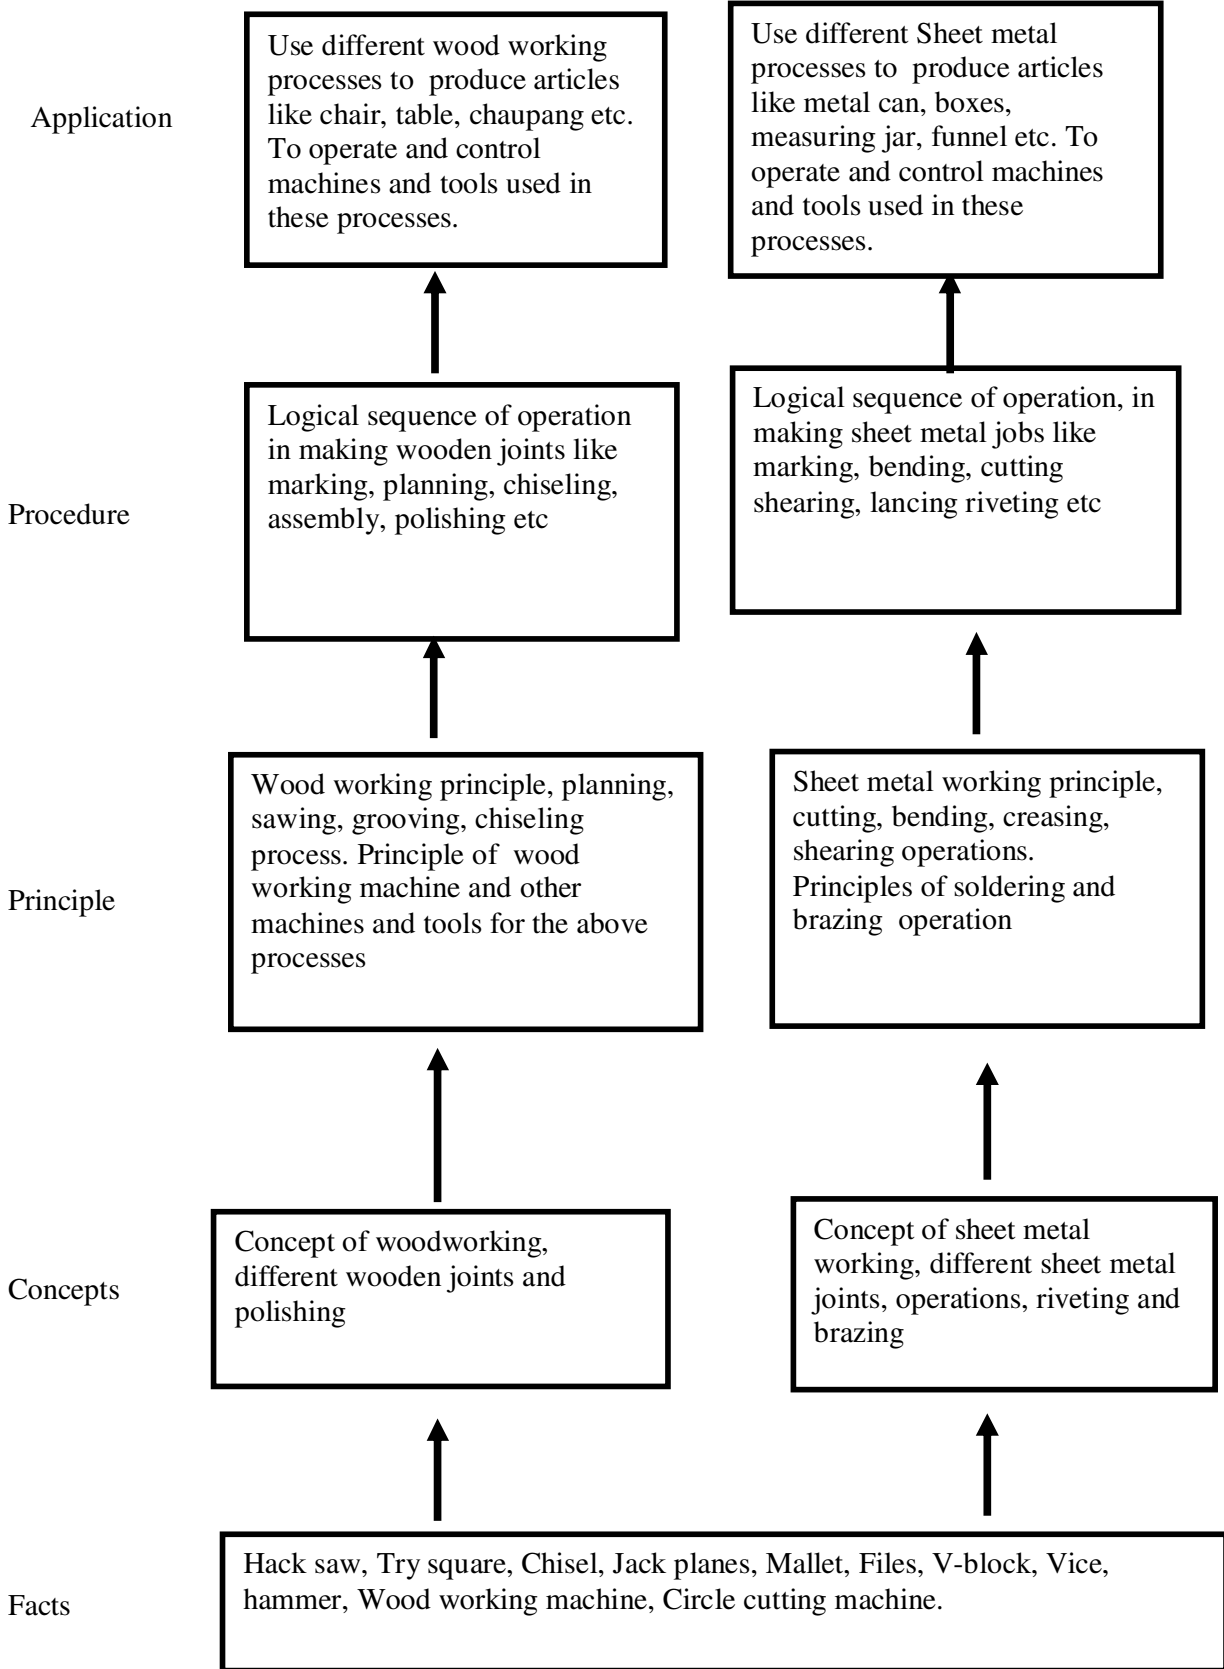 Application
Use different wood working
processes to  produce articles
like chair, table, chaupang etc.
To operate and control
machines and tools used in
these processes.
Use different Sheet metal
processes to  produce articles
like metal can, boxes,
measuring jar, funnel etc. To
operate and control machines
and tools used in these
processes.
Procedure
Logical sequence of operation
in making wooden joints like
marking, planning, chiseling,
assembly, polishing etc
Logical sequence of operation, in
making sheet metal jobs like
marking, bending, cutting
shearing, lancing riveting etc
Principle
Wood working principle, planning,
sawing, grooving, chiseling
process. Principle of  wood
working machine and other
machines and tools for the above
processes
Sheet metal working principle,
cutting, bending, creasing,
shearing operations.
Principles of soldering and
brazing  operation
Concepts
Concept of woodworking,
different wooden joints and
polishing
Concept of sheet metal
working, different sheet metal
joints, operations, riveting and
brazing
Facts
Hack saw, Try square, Chisel, Jack planes, Mallet, Files, V-block, Vice,
hammer, Wood working machine, Circle cutting machine.